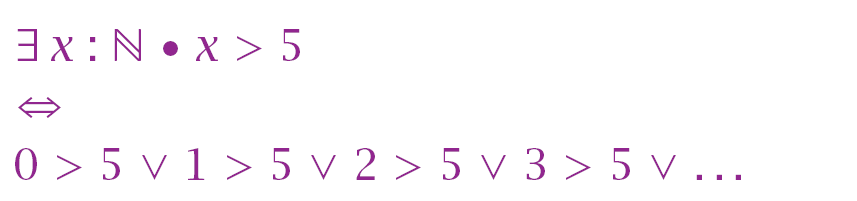 ∃ x : ℕ • x > 5
⇔
0 > 5 ∨ 1 > 5 ∨ 2 > 5 ∨ 3 > 5 ∨ ...